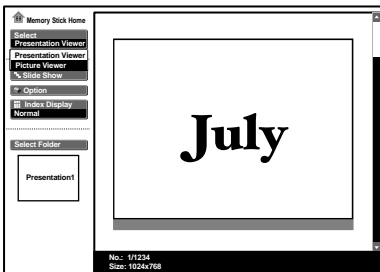 Memory Stick Home
Select
Presentation Viewer
Presentation Viewer
Picture Viewer
Slide Show
Option
Index Display
Normal
Select Folder
Presentation1
July
No.: 1/1234
Size: 1024x768